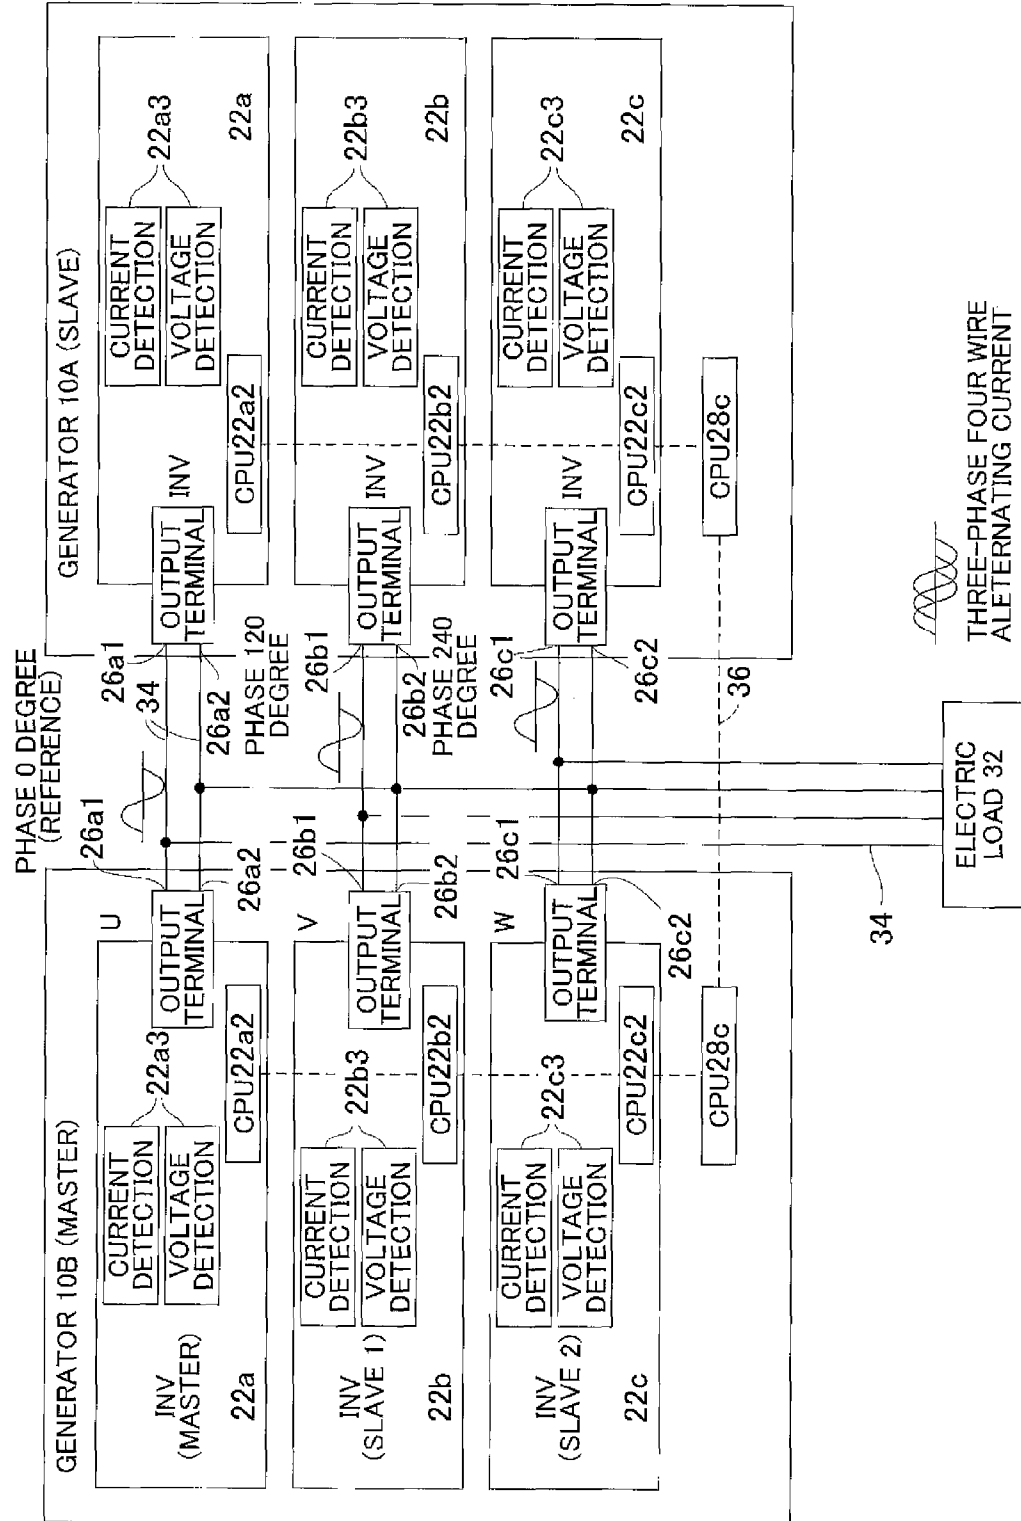 GENERATOR 10B (MASTER)
INV
(MASTER)
22a
CURRENT
DETECTION
VOLTAGE
DETECTION
22a3
CPU22a2
OUTPUT
TERMINAL
U
26a1
26a2
INV
(SLAVE 1)
22b
CURRENT
DETECTION
VOLTAGE
DETECTION
22b3
CPU22b2
OUTPUT
TERMINAL
V
26b1
26b2
INV
(SLAVE 2)
22c
CURRENT
DETECTION
VOLTAGE
DETECTION
22c3
CPU22c2
OUTPUT
TERMINAL
W
26c1
26c2
CPU28c
PHASE 0 DEGREE
(REFERENCE)
34
PHASE 120
DEGREE
PHASE 240
DEGREE
36
34
ELECTRIC
LOAD 32
GENERATOR 10A (SLAVE)
26a1
26a2
OUTPUT
TERMINAL
INV
CPU22a2
CURRENT
DETECTION
VOLTAGE
DETECTION
22a3
22a
26b1
26b2
OUTPUT
TERMINAL
INV
CPU22b2
CURRENT
DETECTION
VOLTAGE
DETECTION
22b3
22b
26c1
26c2
OUTPUT
TERMINAL
INV
CPU22c2
CURRENT
DETECTION
VOLTAGE
DETECTION
22c3
22c
CPU28c
THREE-PHASE FOUR WIRE
ALETERNATING CURRENT